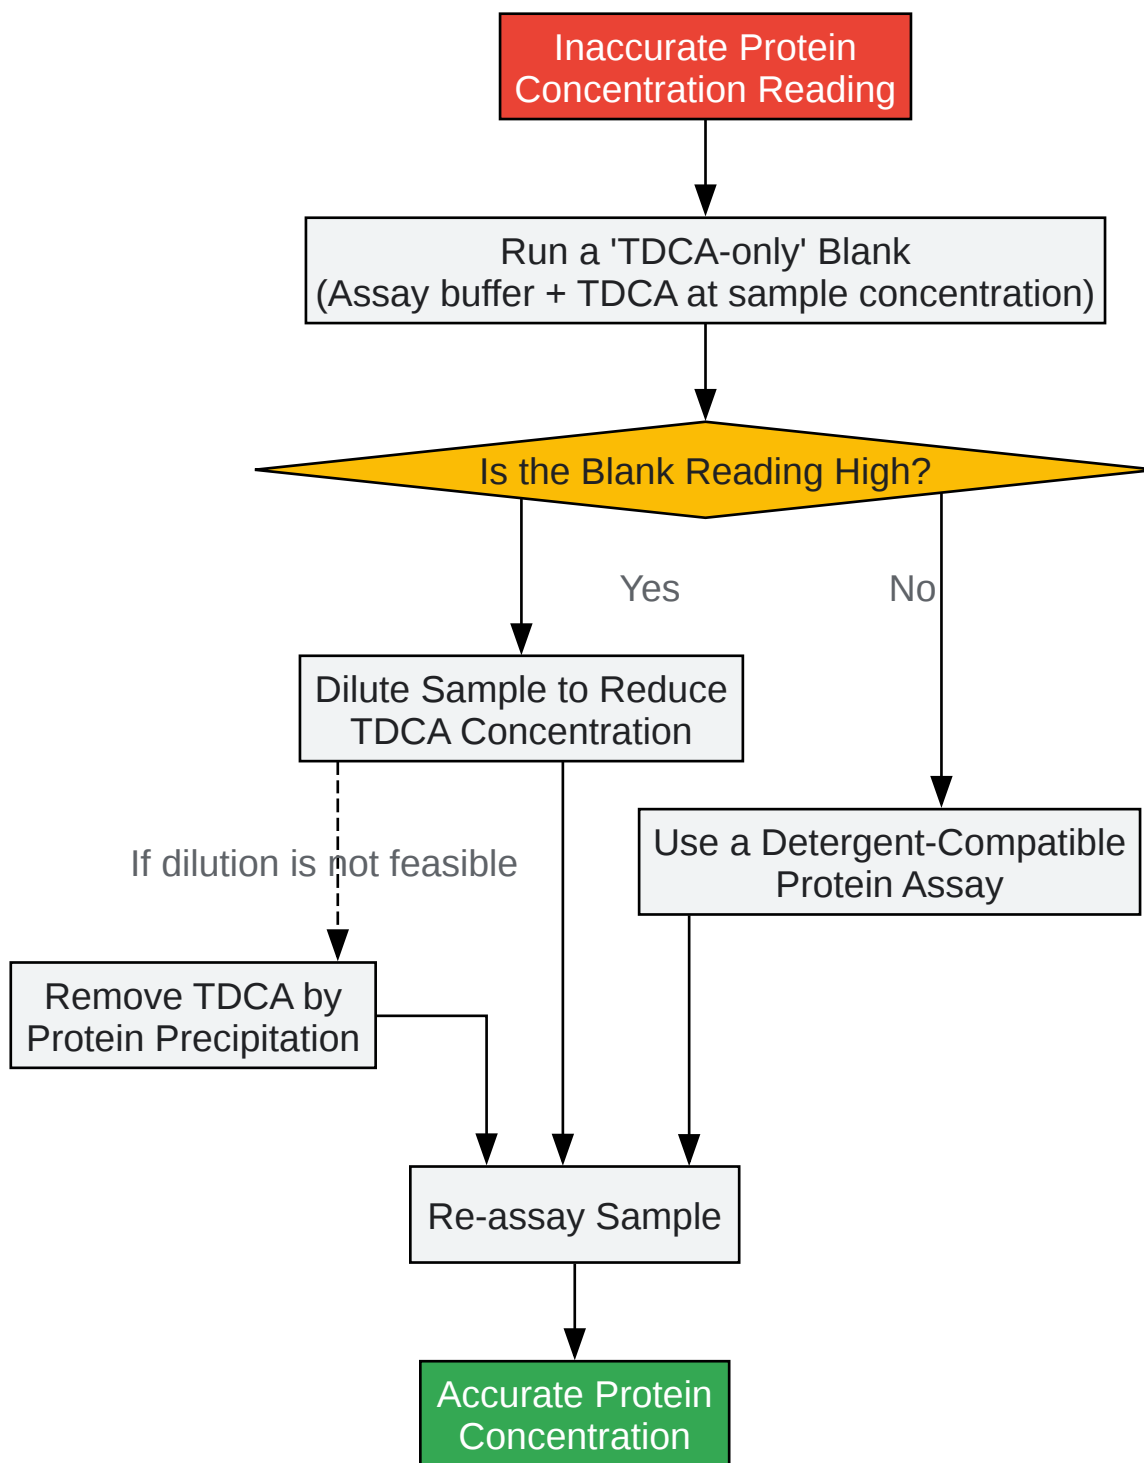 Inaccurate Protein
Concentration Reading
Run a 'TDCA-only' Blank
(Assay buffer + TDCA at sample concentration)
Is the Blank Reading High?
Yes
No
Dilute Sample to Reduce
TDCA Concentration
Use a Detergent-Compatible
Protein Assay
If dilution is not feasible
Remove TDCA by
Protein Precipitation
Re-assay Sample
Accurate Protein
Concentration